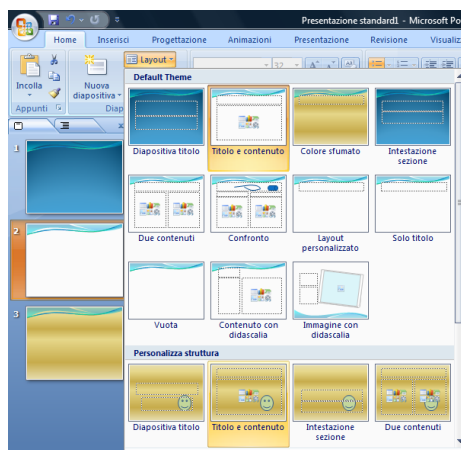 Presentazione standard1 - Microsoft Po
Home Inserisci Progettazione Animazioni Presentazione Revisione Visualiz
Incolla
Nuova
diapositiva
Layout
32
Appunti
Diap
Default Theme
1
2
3
Diapositiva titolo Titolo e contenuto Colore sfumato Intestazione
sezione
Due contenuti Confronto Layout
personalizzato Solo titolo
Vuota Contenuto con
didascalia Immagine con
didascalia
Personalizza struttura
Diapositiva titolo Titolo e contenuto Intestazione
sezione Due contenuti